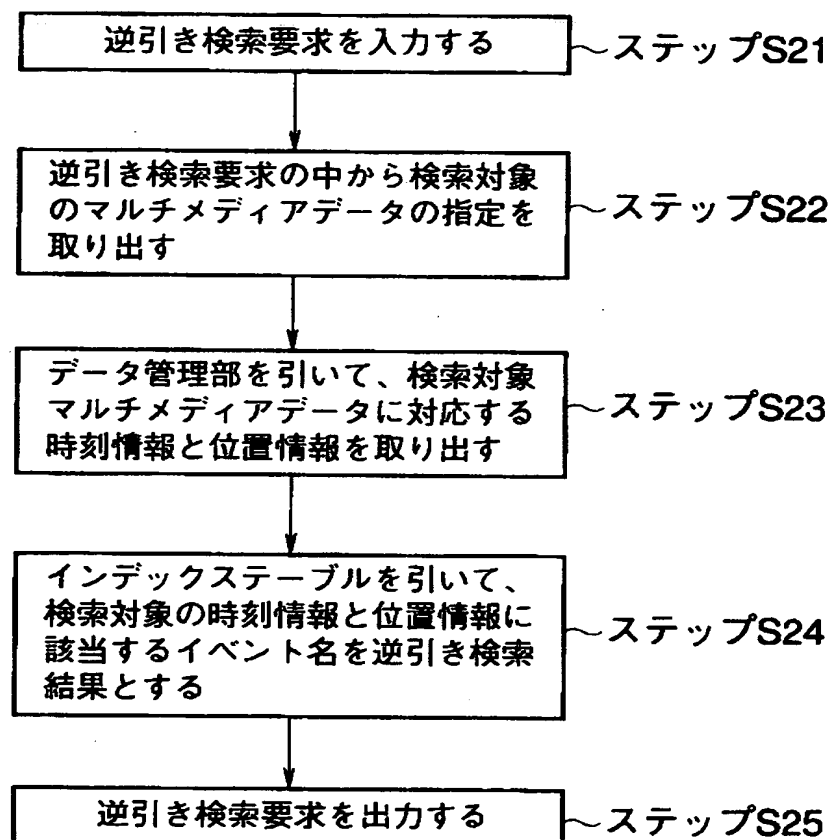 逆引き検索要求を入力する
ステップS21
逆引き検索要求の中から検索対象
のマルチメディアデータの指定を
取り出す
ステップS22
データ管理部を引いて、検索対象
マルチメディアデータに対応する
時刻情報と位置情報を取り出す
ステップS23
インデックステーブルを引いて、
検索対象の時刻情報と位置情報に
該当するイベント名を逆引き検索
結果とする
ステップS24
逆引き検索要求を出力する
ステップS25